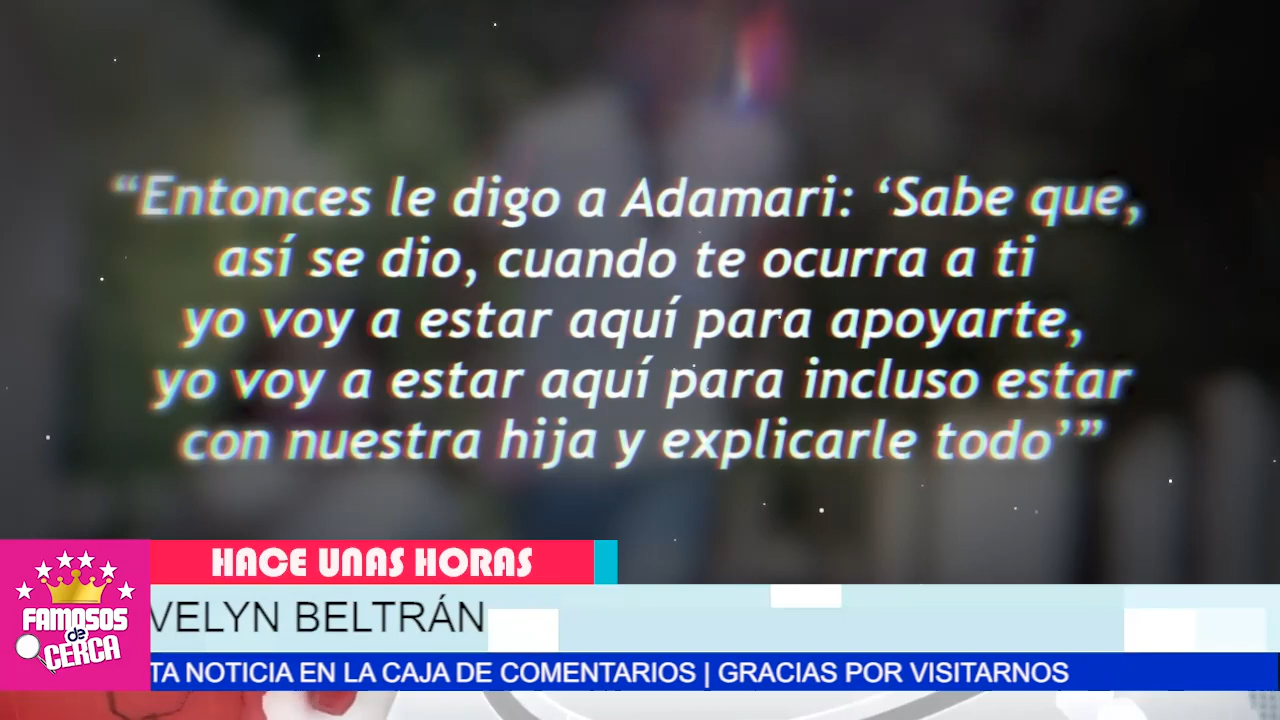 “Entonces le digo a Adamari: ‘Sabe que,
así se dio, cuando te ocurra a ti
yo voy a estar aquí para apoyarte,
yo voy a estar aquí para incluso estar
con nuestra hija y explicarle todo’”
HACE UNAS HORAS
VELYN BELTRÁN
FAMOSOS
de
CERCA
TA NOTICIA EN LA CAJA DE COMENTARIOS | GRACIAS POR VISITARNOS